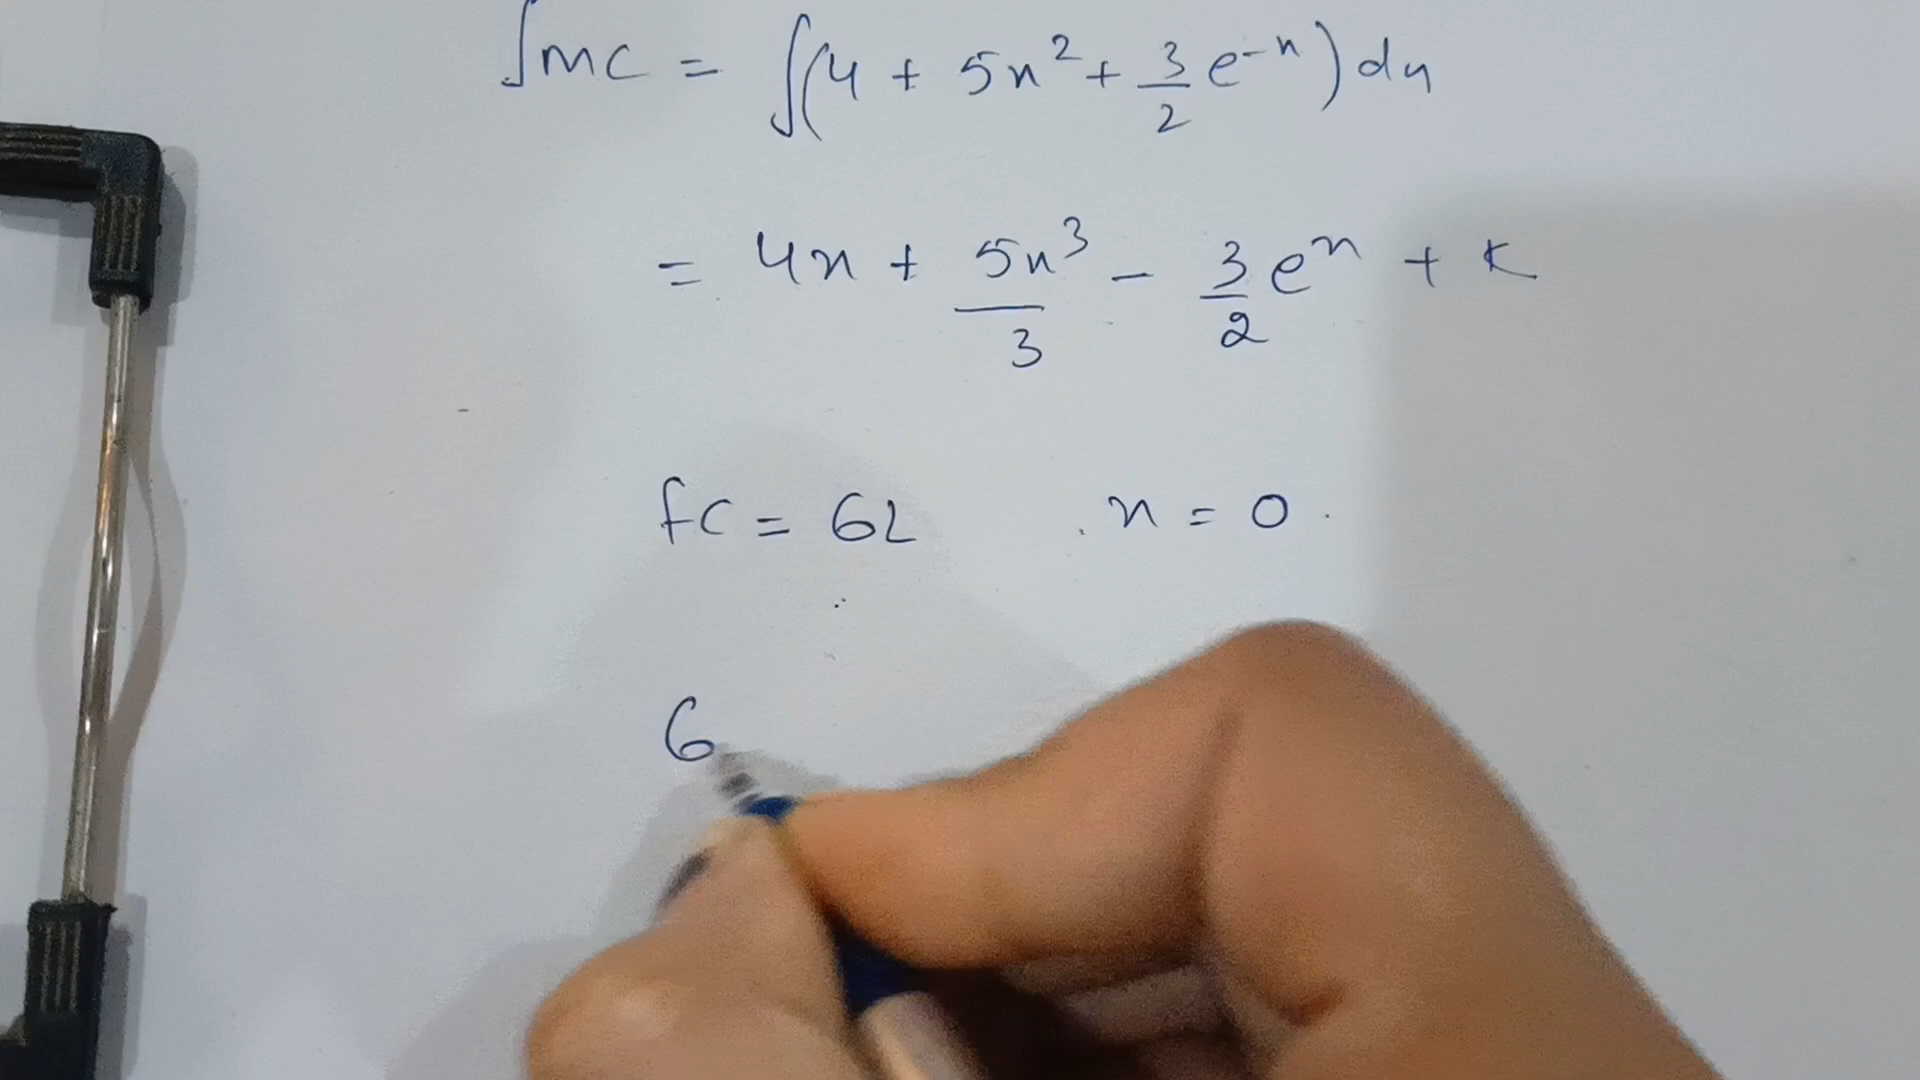 ∫MC = ∫(4 + 5x² + 3/2 e⁻ˣ) dx
= 4x + 5x³/3 - 3/2 eˣ + k
fC = 62 x = 0
6